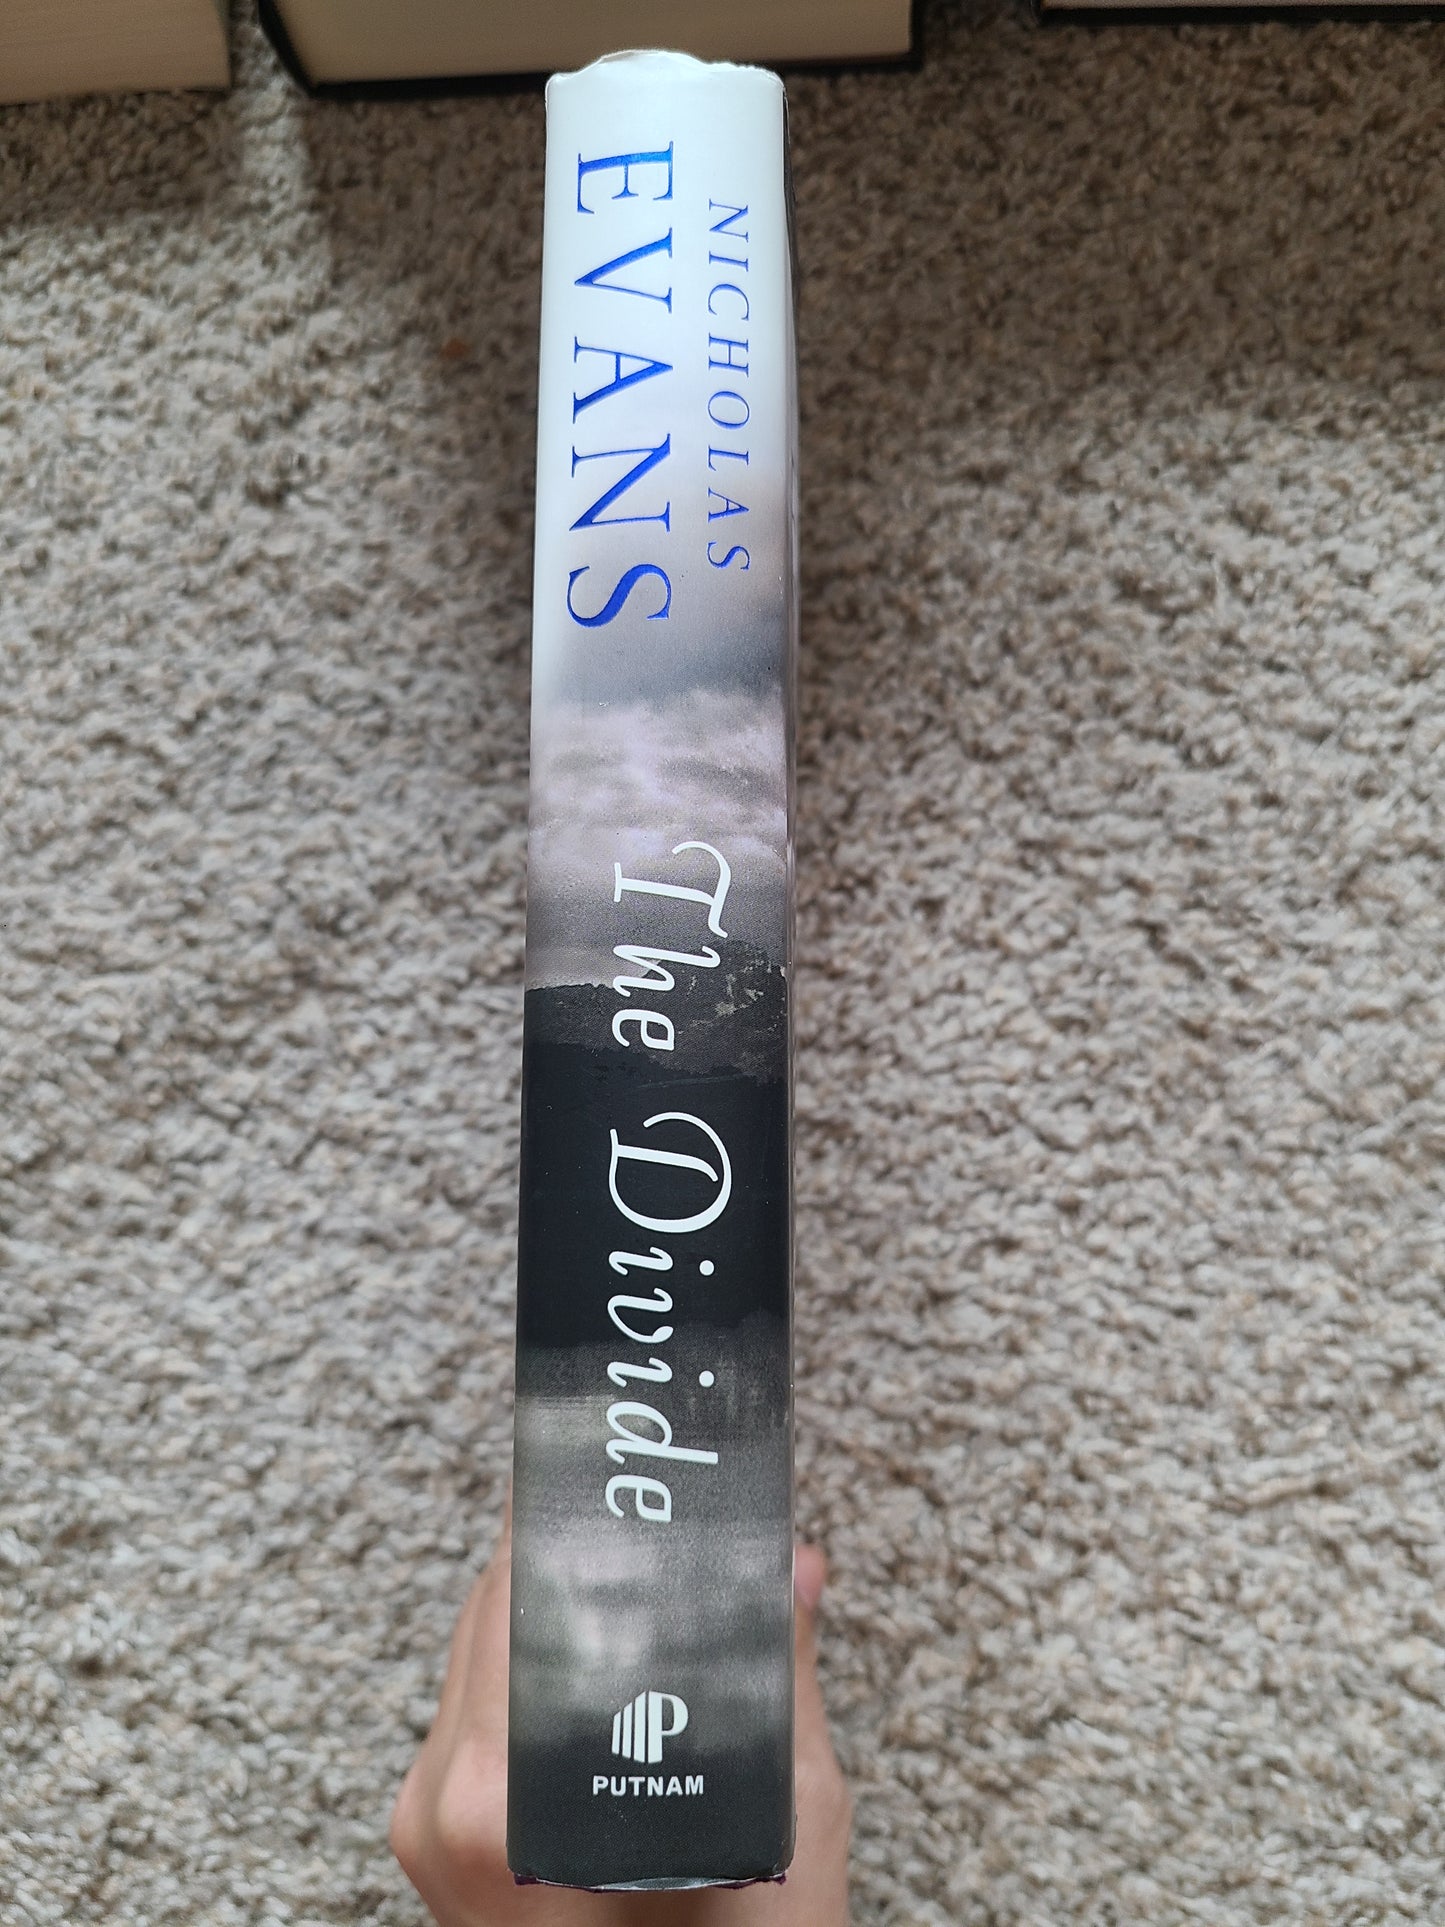 NICHOLAS
EVANS
The Divide
PUTNAM